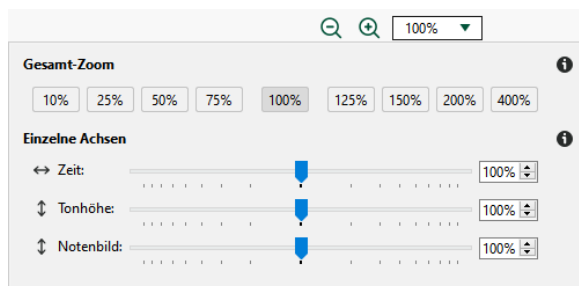 100%
Gesamt-Zoom
10% 25% 50% 75% 100% 125% 150% 200% 400%
Einzelne Achsen
Zeit: 100%
Tonhöhe: 100%
Notenbild: 100%